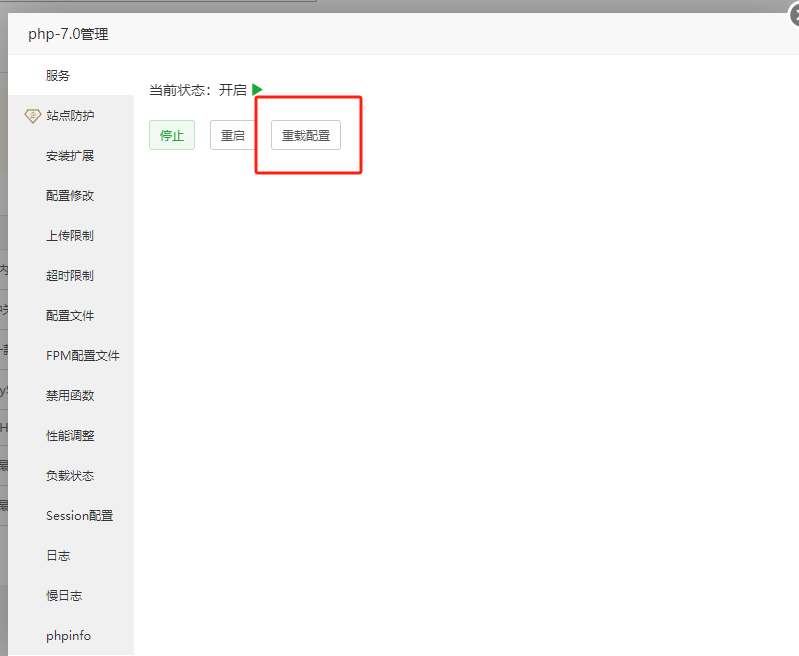 php-7.0管理
服务
当前状态：开启
停止 重启 重载配置
站点防护
安装扩展
配置修改
上传限制
超时限制
配置文件
FPM配置文件
禁用函数
性能调整
负载状态
Session配置
日志
慢日志
phpinfo